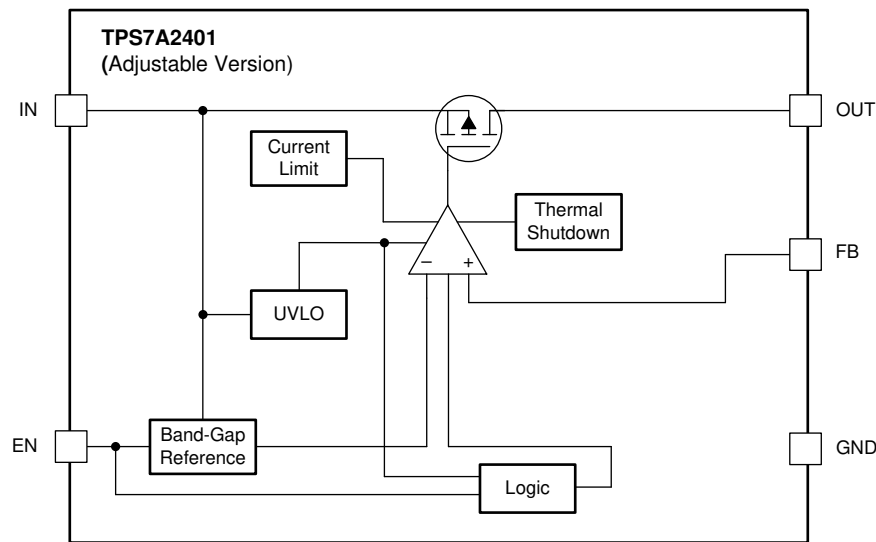 TPS7A2401
(Adjustable Version)
IN
OUT
Current
Limit
Thermal
Shutdown
− +
FB
UVLO
EN
Band-Gap
Reference
GND
Logic